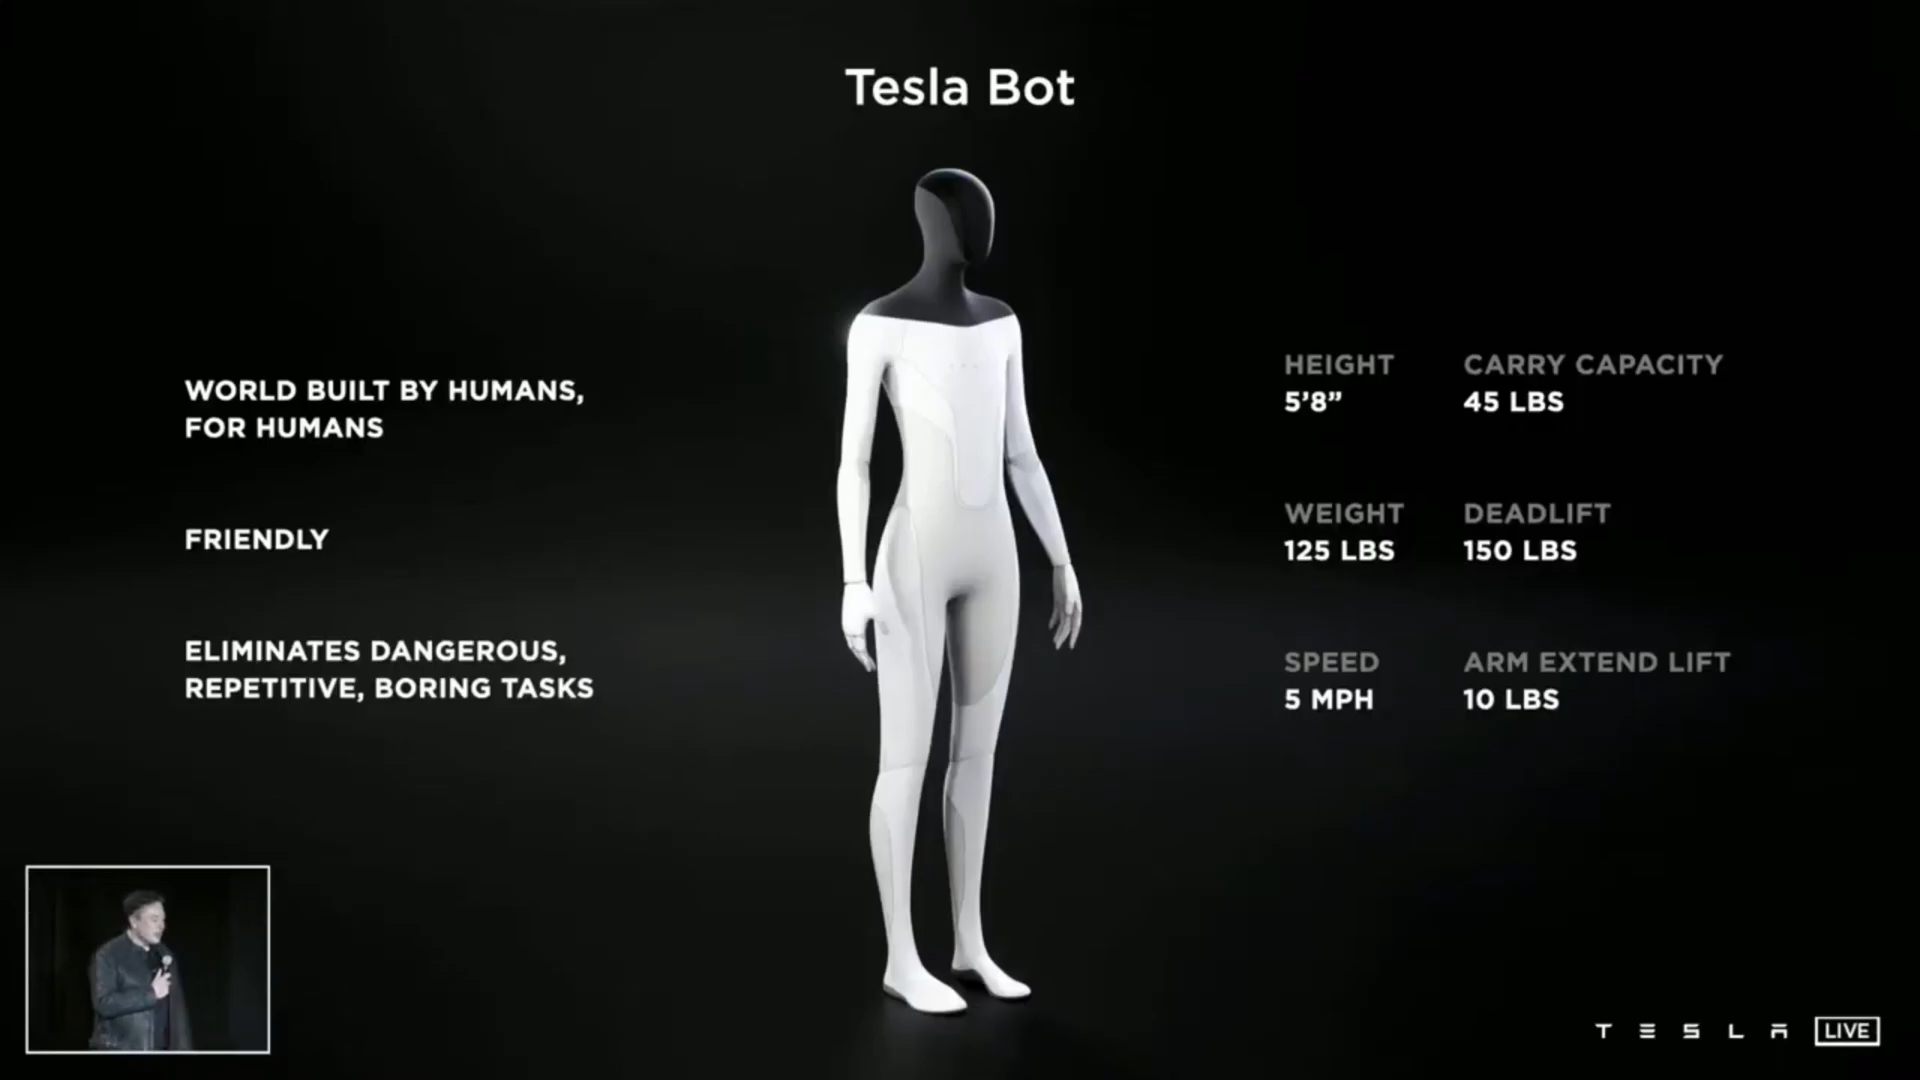 Tesla Bot
WORLD BUILT BY HUMANS,
FOR HUMANS
FRIENDLY
ELIMINATES DANGEROUS,
REPETITIVE, BORING TASKS
HEIGHT
5’8”
CARRY CAPACITY
45 LBS
WEIGHT
125 LBS
DEADLIFT
150 LBS
SPEED
5 MPH
ARM EXTEND LIFT
10 LBS
TESLA LIVE